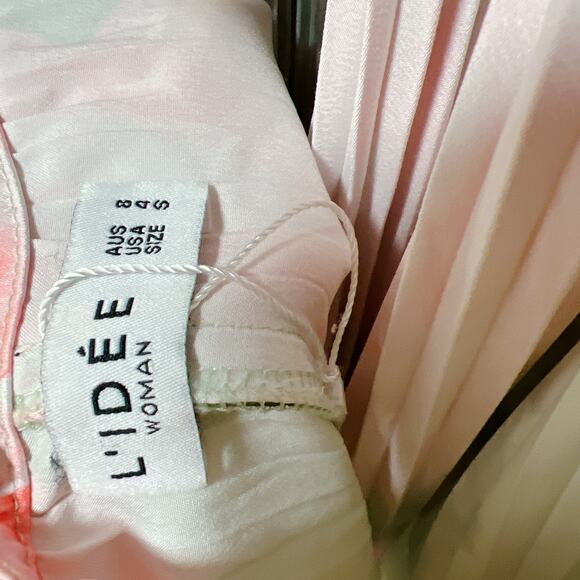 L'IDÉE
WOMAN
AUS 8
USA 4
SIZE S